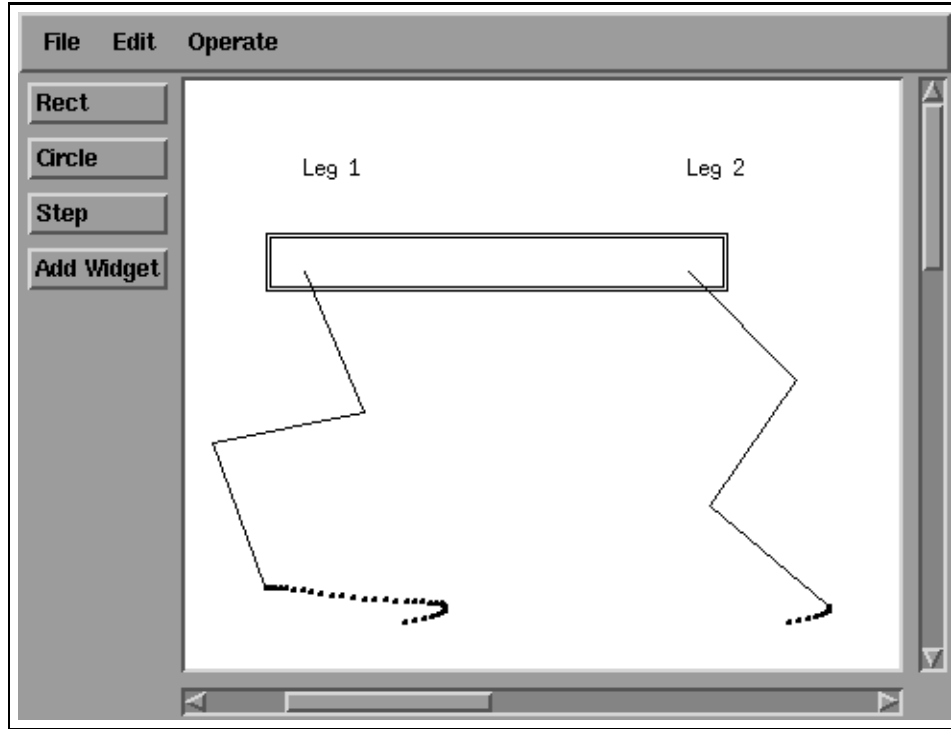 File Edit Operate
Rect
Circle
Step
Add Widget
Leg 1 Leg 2